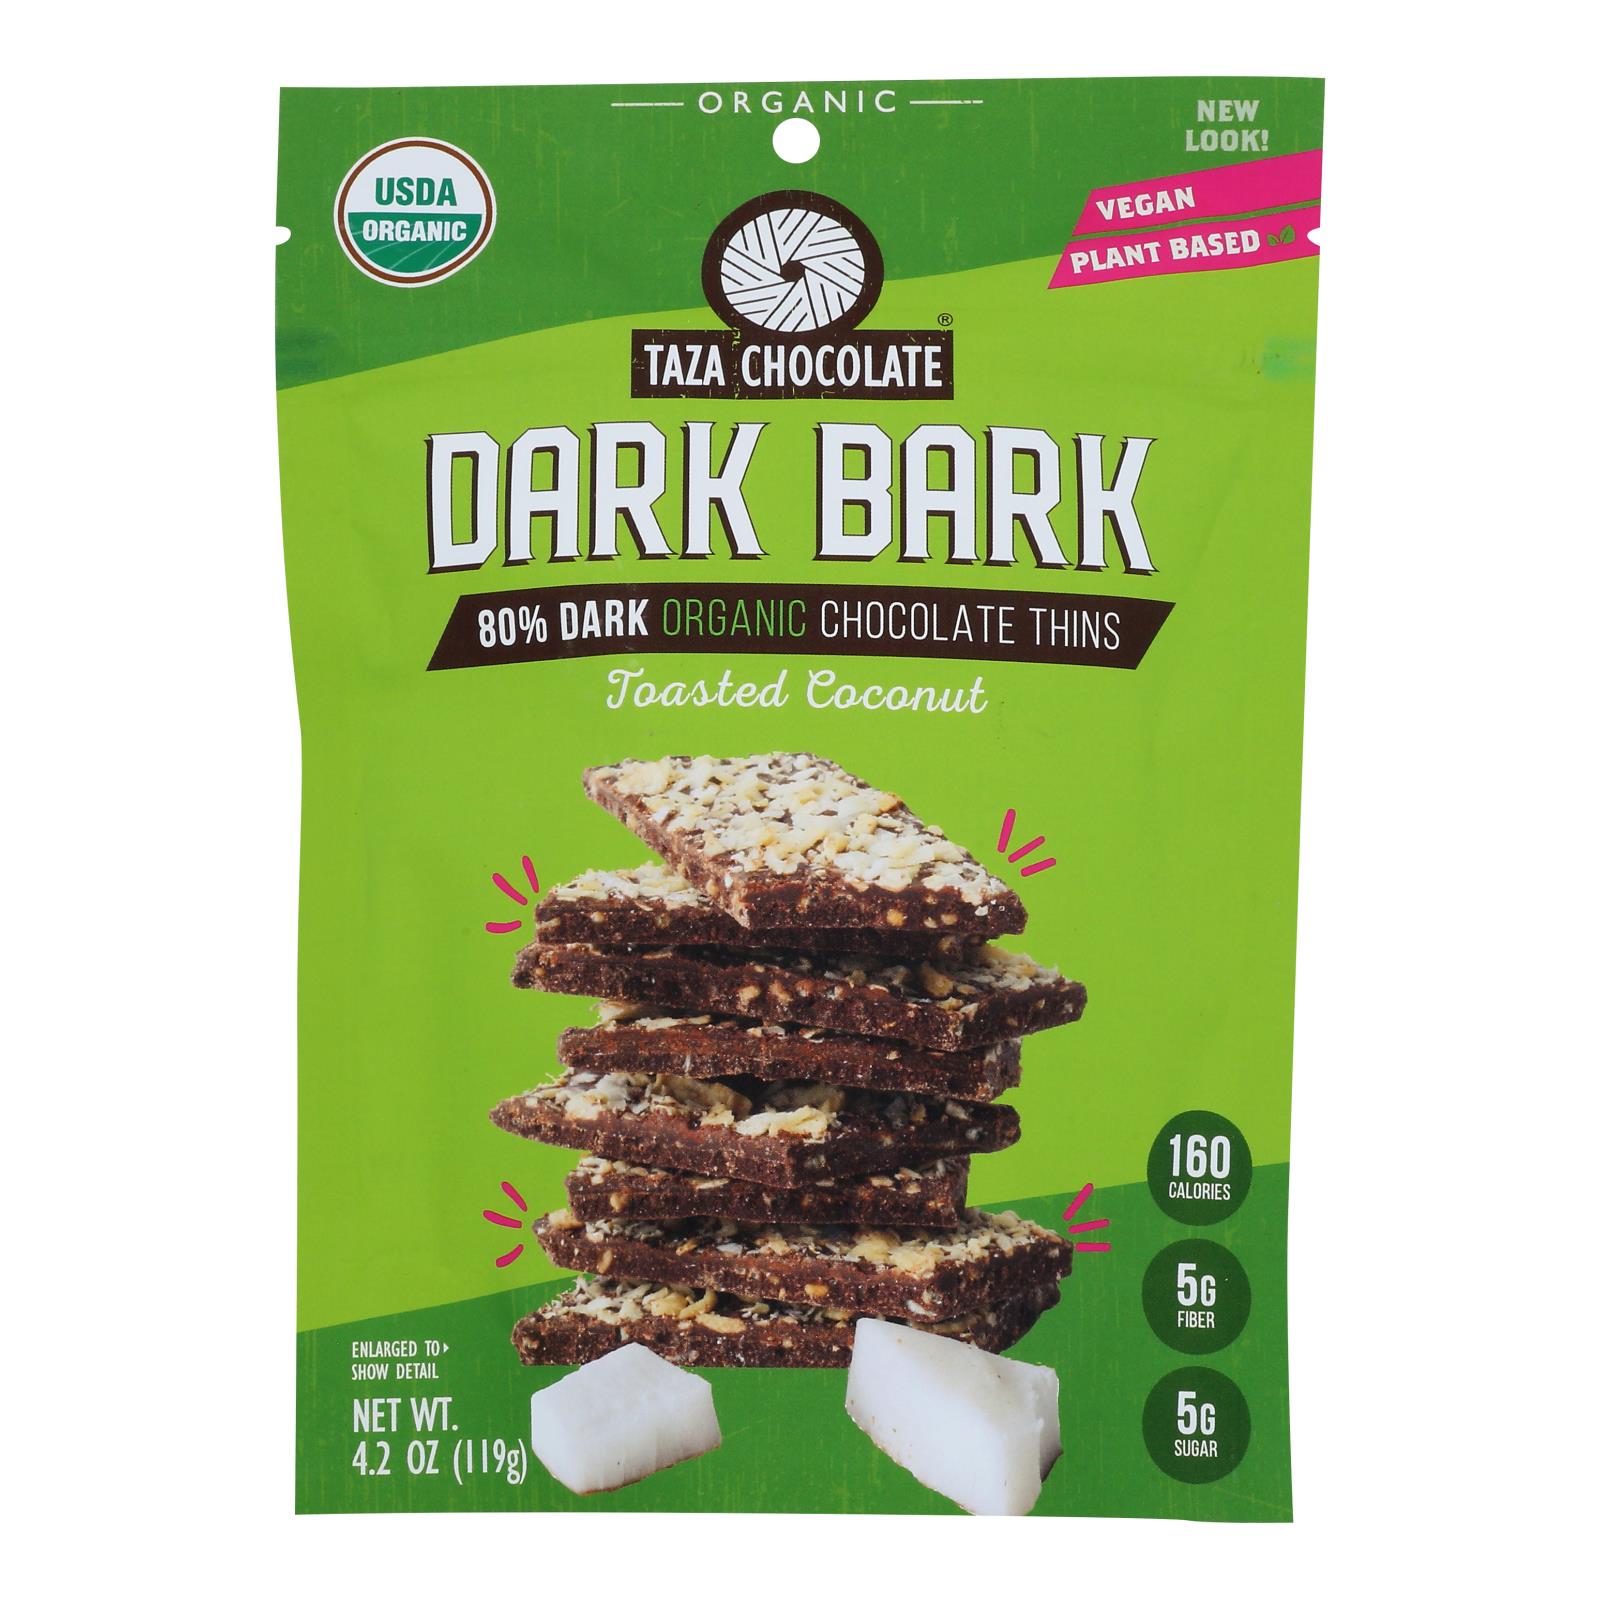 ORGANIC
NEW
LOOK!
USDA
ORGANIC
VEGAN
PLANT BASED
TAZA CHOCOLATE®
DARK BARK
80% DARK ORGANIC CHOCOLATE THINS
Toasted Coconut
160
CALORIES
5G
FIBER
5G
SUGAR
ENLARGED TO
SHOW DETAIL
NET WT.
4.2 OZ (119g)